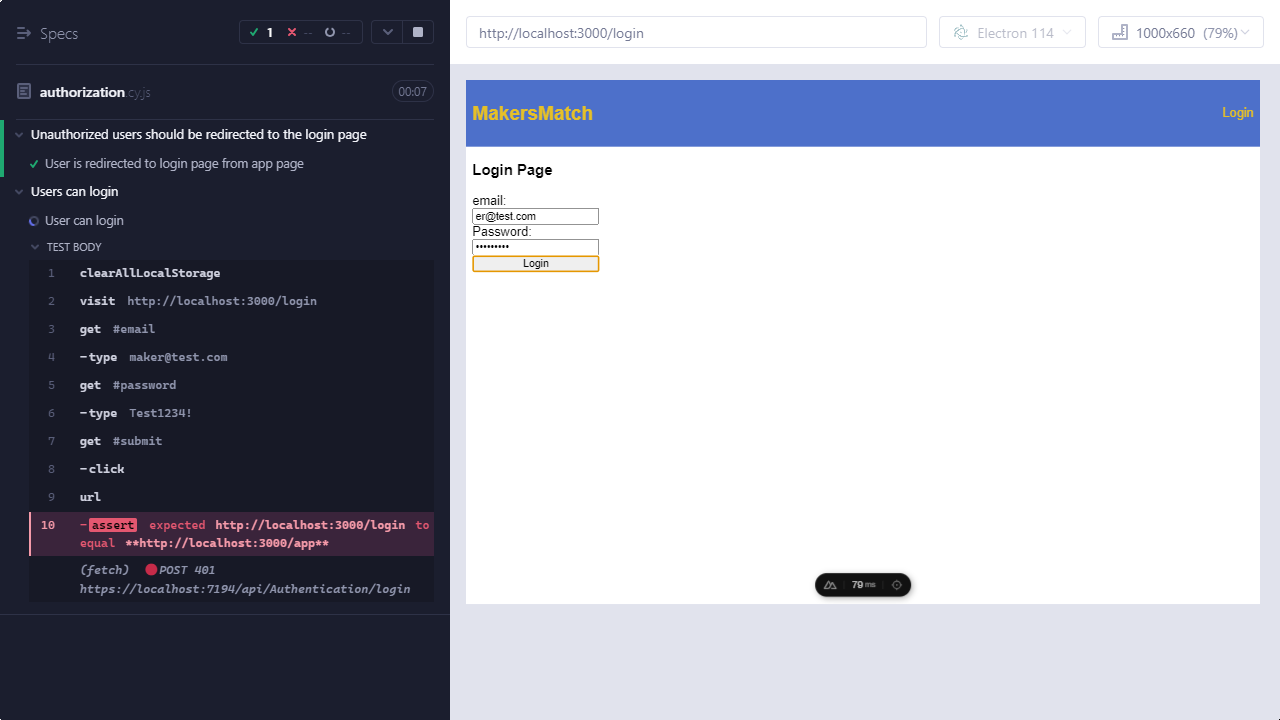 Specs
1 -- --
authorization.cy.js 00:07
Unauthorized users should be redirected to the login page
User is redirected to login page from app page
Users can login
User can login
TEST BODY
1 clearAllLocalStorage
2 visit http://localhost:3000/login
3 get #email
4 -type maker@test.com
5 get #password
6 -type Test1234!
7 get #submit
8 -click
9 url
10 -assert expected http://localhost:3000/login to
equal **http://localhost:3000/app**
(fetch) POST 401
https://localhost:7194/api/Authentication/login
http://localhost:3000/login
Electron 114
1000x660 (79%)
MakersMatch
Login
Login Page
email:
er@test.com
Password:
•••••••••
Login
79 ms